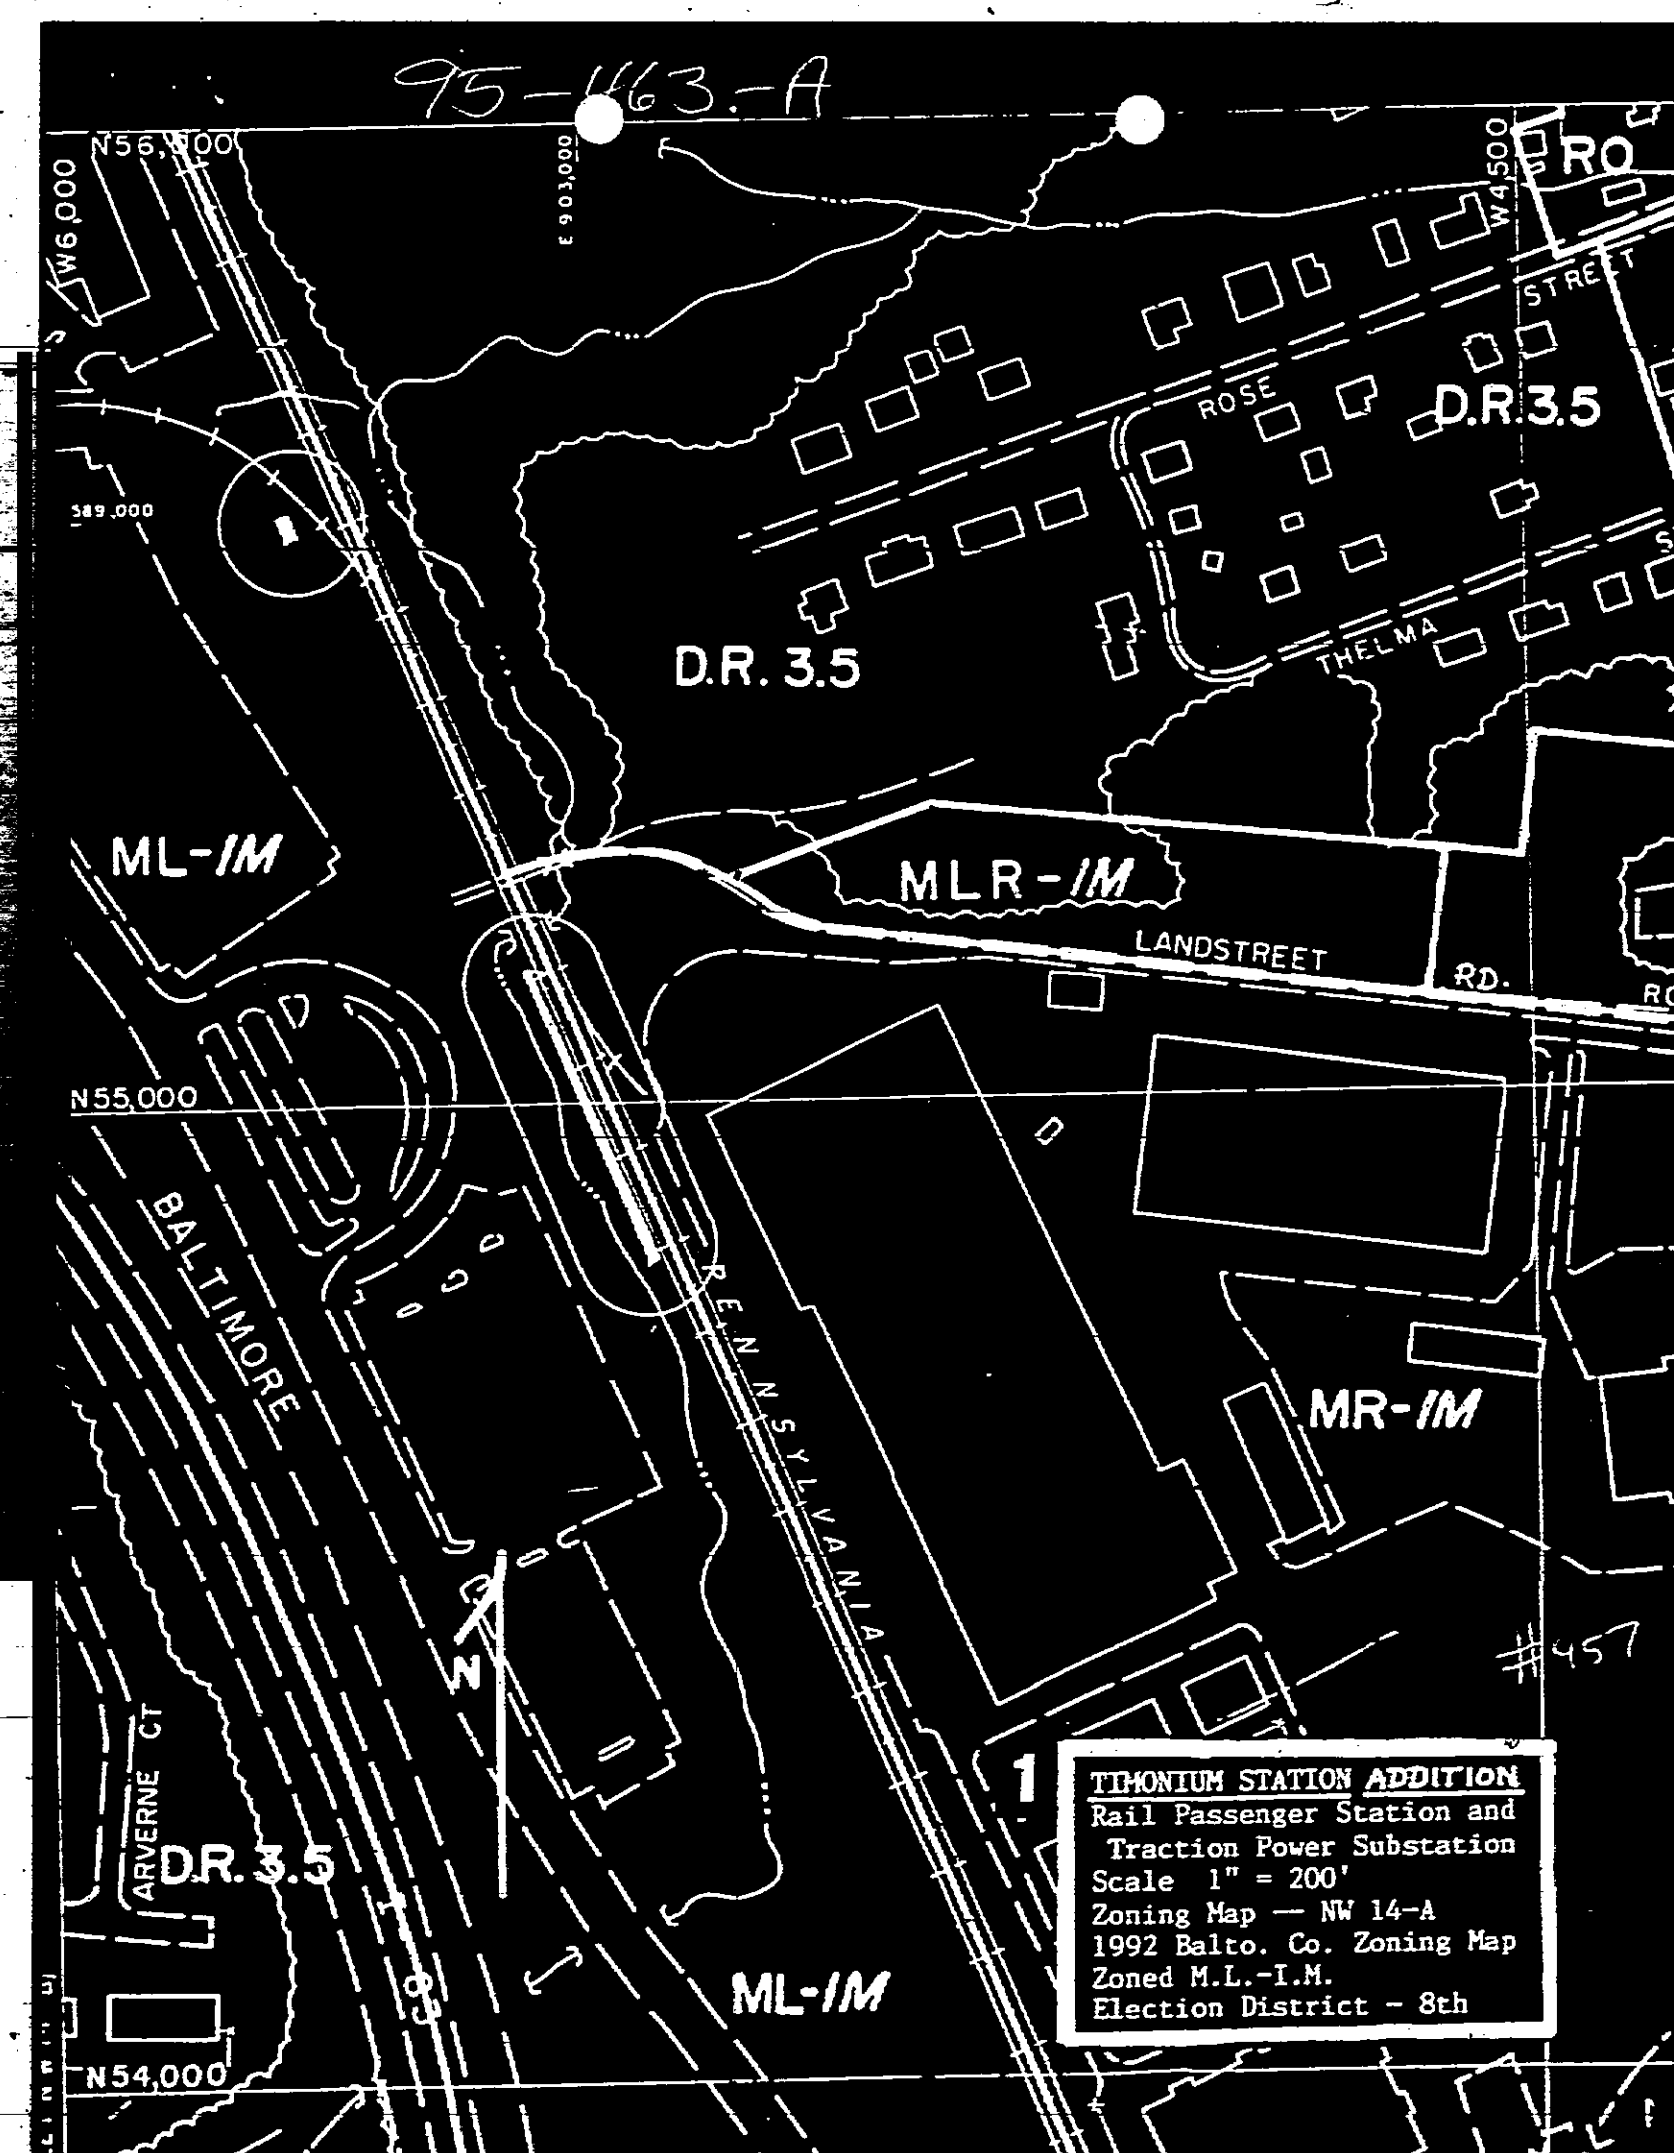 95-463-A
N56,000
W6,000
E 903,000
W4,500
RO
STREET
ROSE
D.R.3.5
589,000
THELMA
D.R. 3.5
ML-IM
MLR-IM
LANDSTREET RD.
N55,000
BALTIMORE
PENNSYLVANIA
MR-IM
N
#457
ARVERNE CT
D.R. 3.5
1
TIMONIUM STATION ADDITION
Rail Passenger Station and
Traction Power Substation
Scale 1" = 200'
Zoning Map — NW 14-A
1992 Balto. Co. Zoning Map
Zoned M.L.-I.M.
Election District - 8th
ML-IM
N54,000